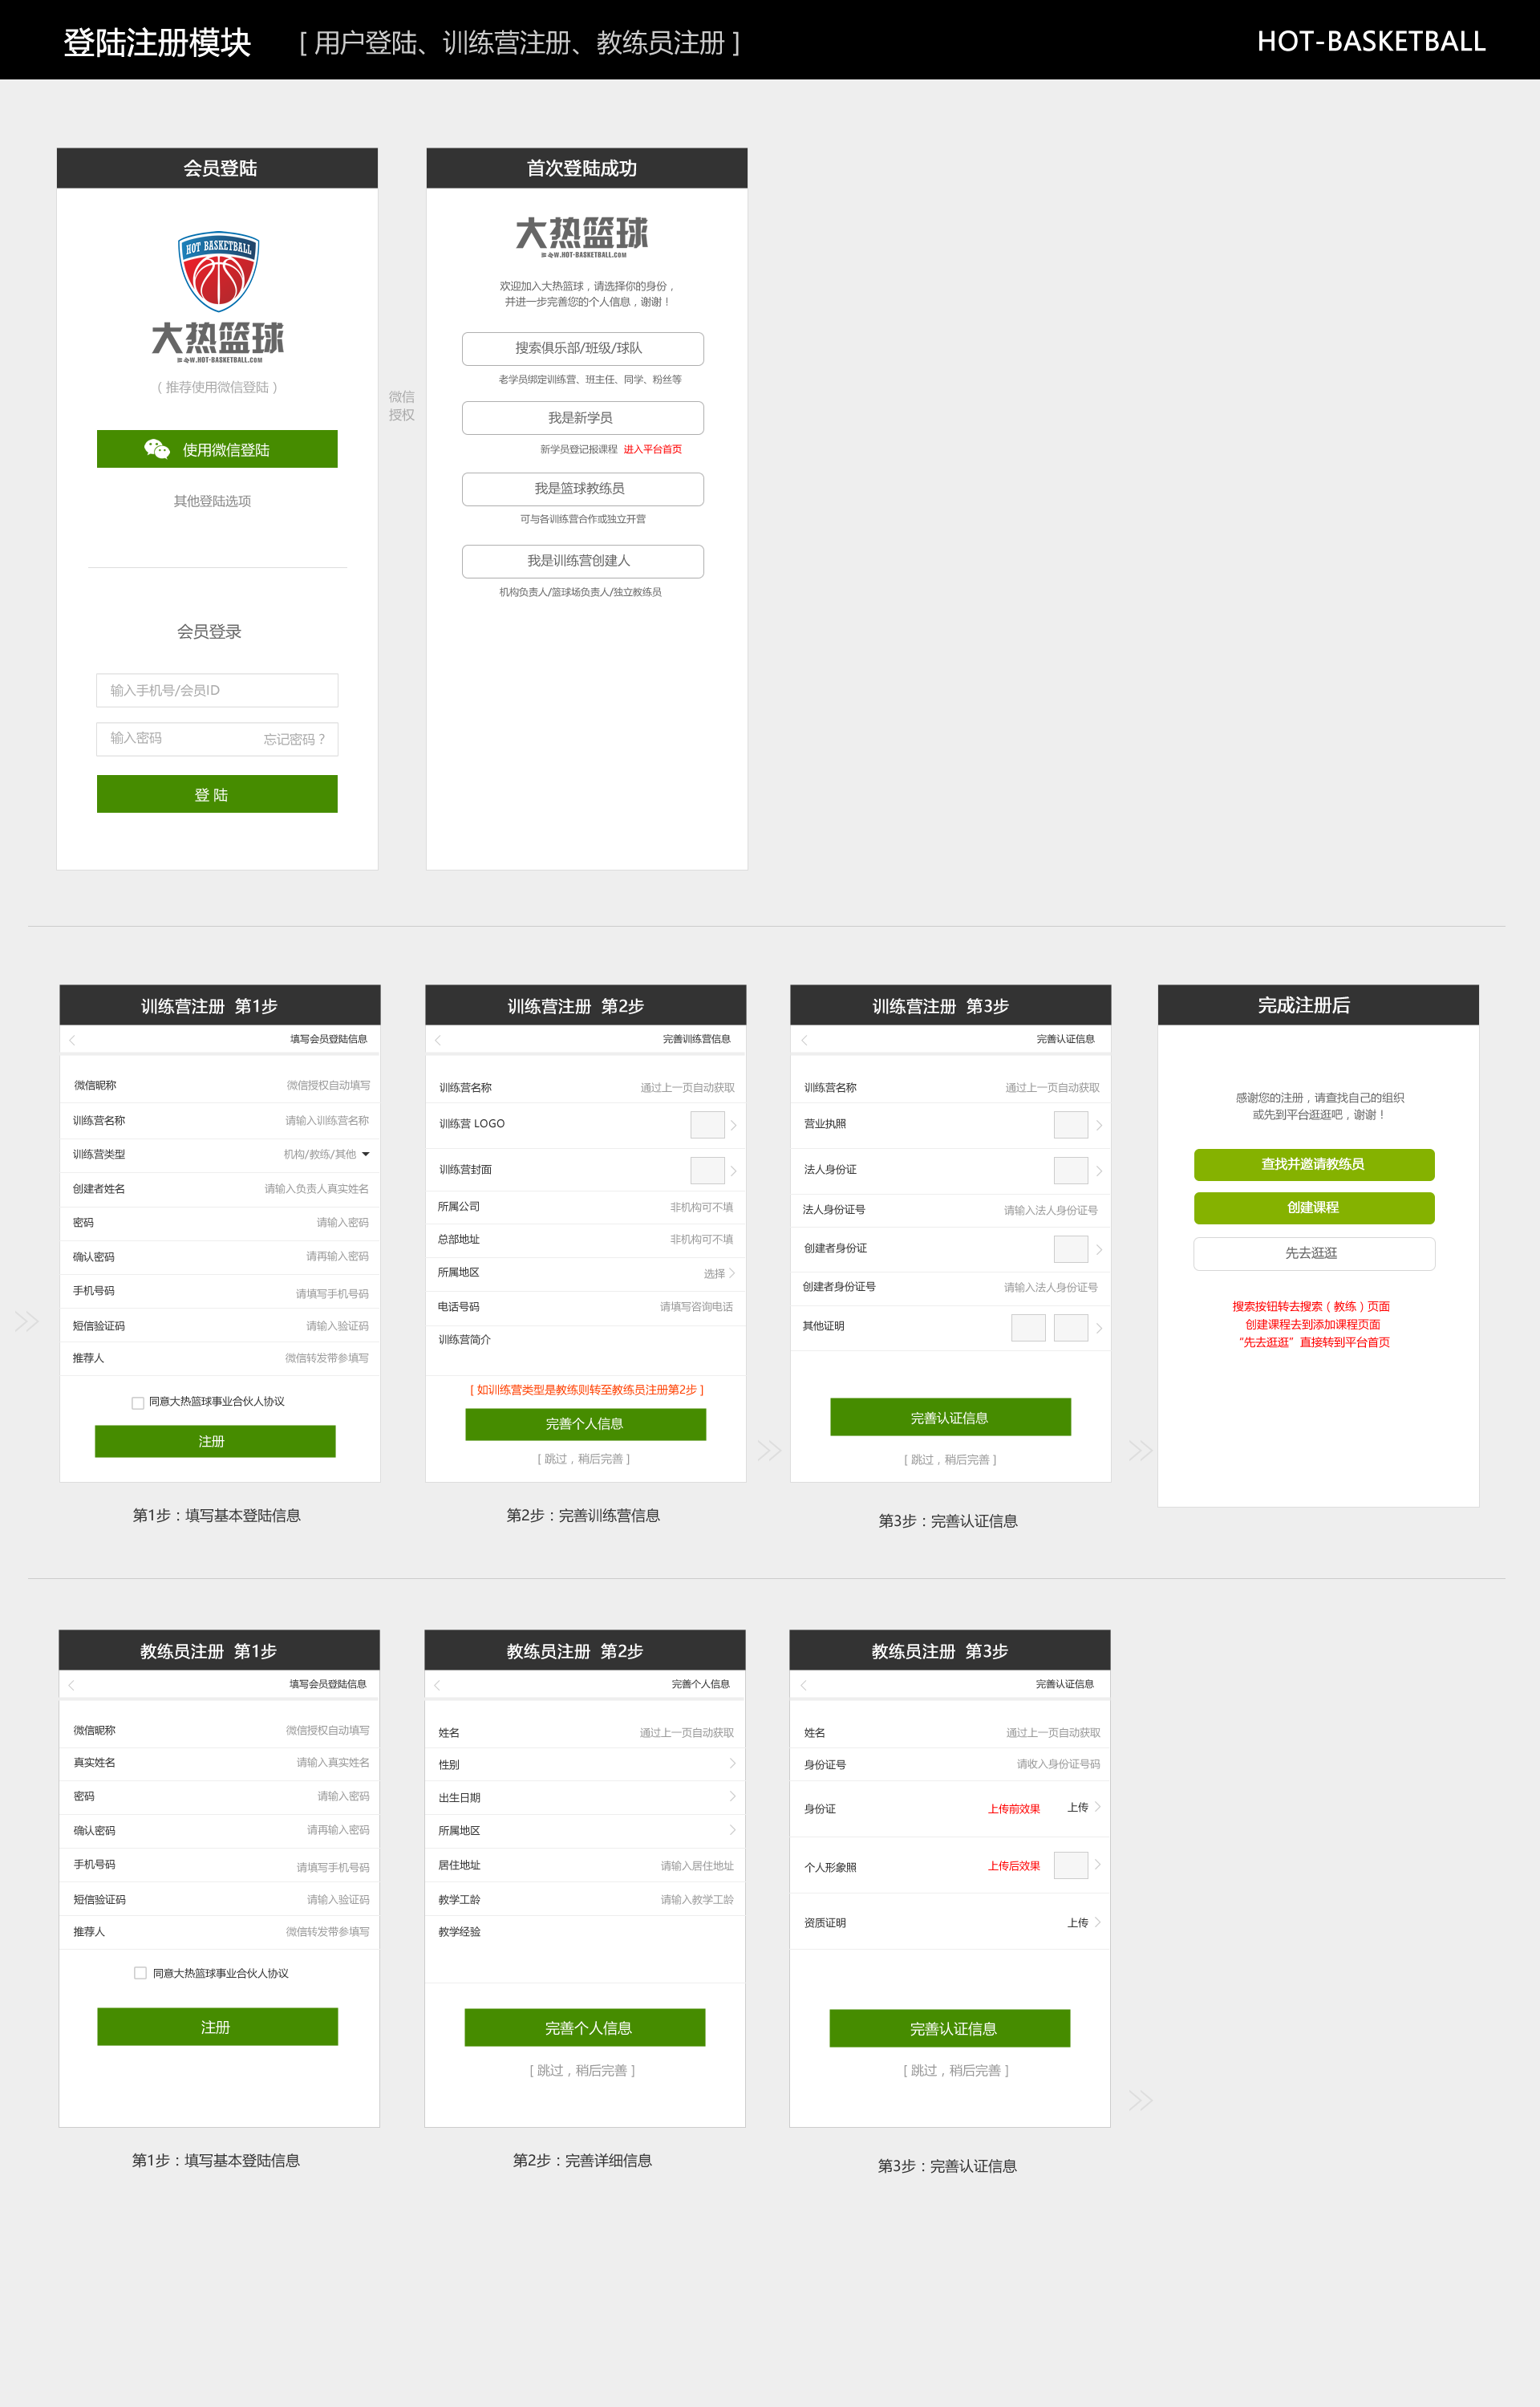 登陆注册模块 [ 用户登陆、训练营注册、教练员注册 ] HOT-BASKETBALL
会员登陆
HOT BASKETBALL
大热篮球
(推荐使用微信登陆)
使用微信登陆
其他登陆选项
会员登录
输入手机号/会员ID
输入密码 忘记密码?
登 陆
微信
授权
首次登陆成功
大热篮球
欢迎加入大热篮球,请选择你的身份,
并进一步完善您的个人信息,谢谢!
搜索俱乐部/班级/球队
老学员绑定训练营、班主任、同学、粉丝等
我是新学员
新学员登记报课程 进入平台首页
我是篮球教练员
可与各训练营合作或独立开营
我是训练营创建人
机构负责人/篮球场负责人/独立教练员
训练营注册 第1步
填写会员登陆信息
微信昵称 微信授权自动填写
训练营名称 请输入训练营名称
训练营类型 机构/教练/其他
创建者姓名 请输入负责人真实姓名
密码 请输入密码
确认密码 请再输入密码
手机号码 请填写手机号码
短信验证码 请输入验证码
推荐人 微信转发带参填写
同意大热篮球事业合伙人协议
注册
第1步:填写基本登陆信息
训练营注册 第2步
完善训练营信息
训练营名称 通过上一页自动获取
训练营 LOGO
训练营封面
所属公司 非机构可不填
总部地址 非机构可不填
所属地区 选择
电话号码 请填写咨询电话
训练营简介
[ 如训练营类型是教练则转至教练员注册第2步 ]
完善个人信息
[ 跳过,稍后完善 ]
第2步:完善训练营信息
训练营注册 第3步
完善认证信息
训练营名称 通过上一页自动获取
营业执照
法人身份证
法人身份证号 请输入法人身份证号
创建者身份证
创建者身份证号 请输入法人身份证号
其他证明
完善认证信息
[ 跳过,稍后完善 ]
第3步:完善认证信息
完成注册后
感谢您的注册,请查找自己的组织
或先到平台逛逛吧,谢谢!
查找并邀请教练员
创建课程
先去逛逛
搜索按钮转去搜索(教练)页面
创建课程去到添加课程页面
“先去逛逛”直接转到平台首页
教练员注册 第1步
填写会员登陆信息
微信昵称 微信授权自动填写
真实姓名 请输入真实姓名
密码 请输入密码
确认密码 请再输入密码
手机号码 请填写手机号码
短信验证码 请输入验证码
推荐人 微信转发带参填写
同意大热篮球事业合伙人协议
注册
第1步:填写基本登陆信息
教练员注册 第2步
完善个人信息
姓名 通过上一页自动获取
性别
出生日期
所属地区
居住地址 请输入居住地址
教学工龄 请输入教学工龄
教学经验
完善个人信息
[ 跳过,稍后完善 ]
第2步:完善详细信息
教练员注册 第3步
完善认证信息
姓名 通过上一页自动获取
身份证号 请收入身份证号码
身份证 上传前效果 上传
个人形象照 上传后效果
资质证明 上传
完善认证信息
[ 跳过,稍后完善 ]
第3步:完善认证信息